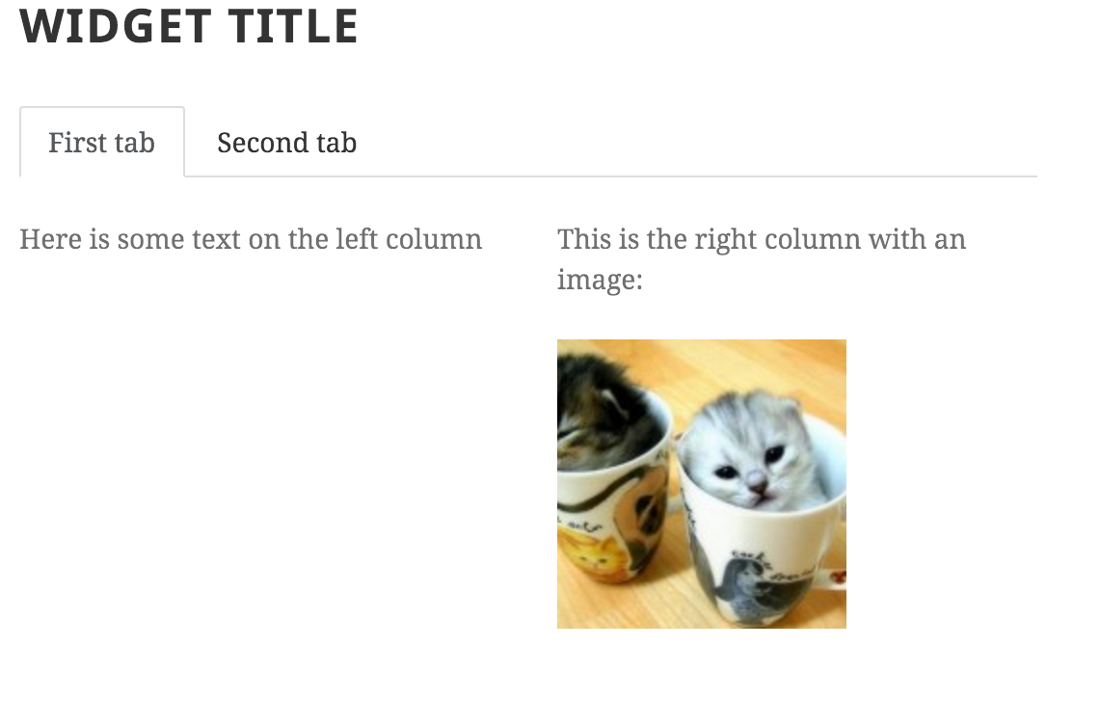 WIDGET TITLE
First tab
Second tab
Here is some text on the left column
This is the right column with an
image: